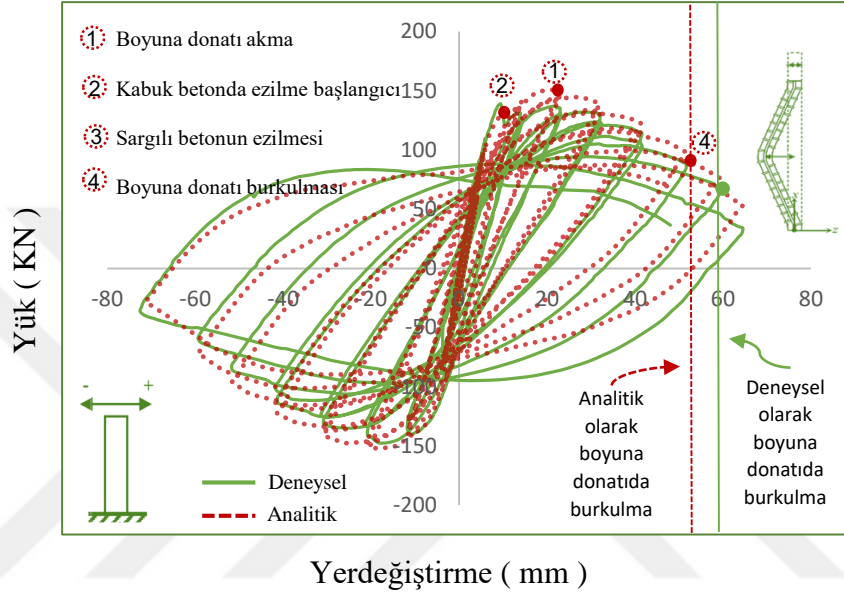 200
150
100
50
0
-50
-100
-150
-200
-80
-60
-40
-20
0
20
40
60
80
Yük ( KN )
Yerdeğiştirme ( mm )
1 Boyuna donatı akma
2 Kabuk betonda ezilme başlangıcı
3 Sargılı betonun ezilmesi
4 Boyuna donatı burkulması
2
1
4
z
- +
Deneysel
Analitik
Analitik
olarak
boyuna
donatıda
burkulma
Deneysel
olarak
boyuna
donatıda
burkulma